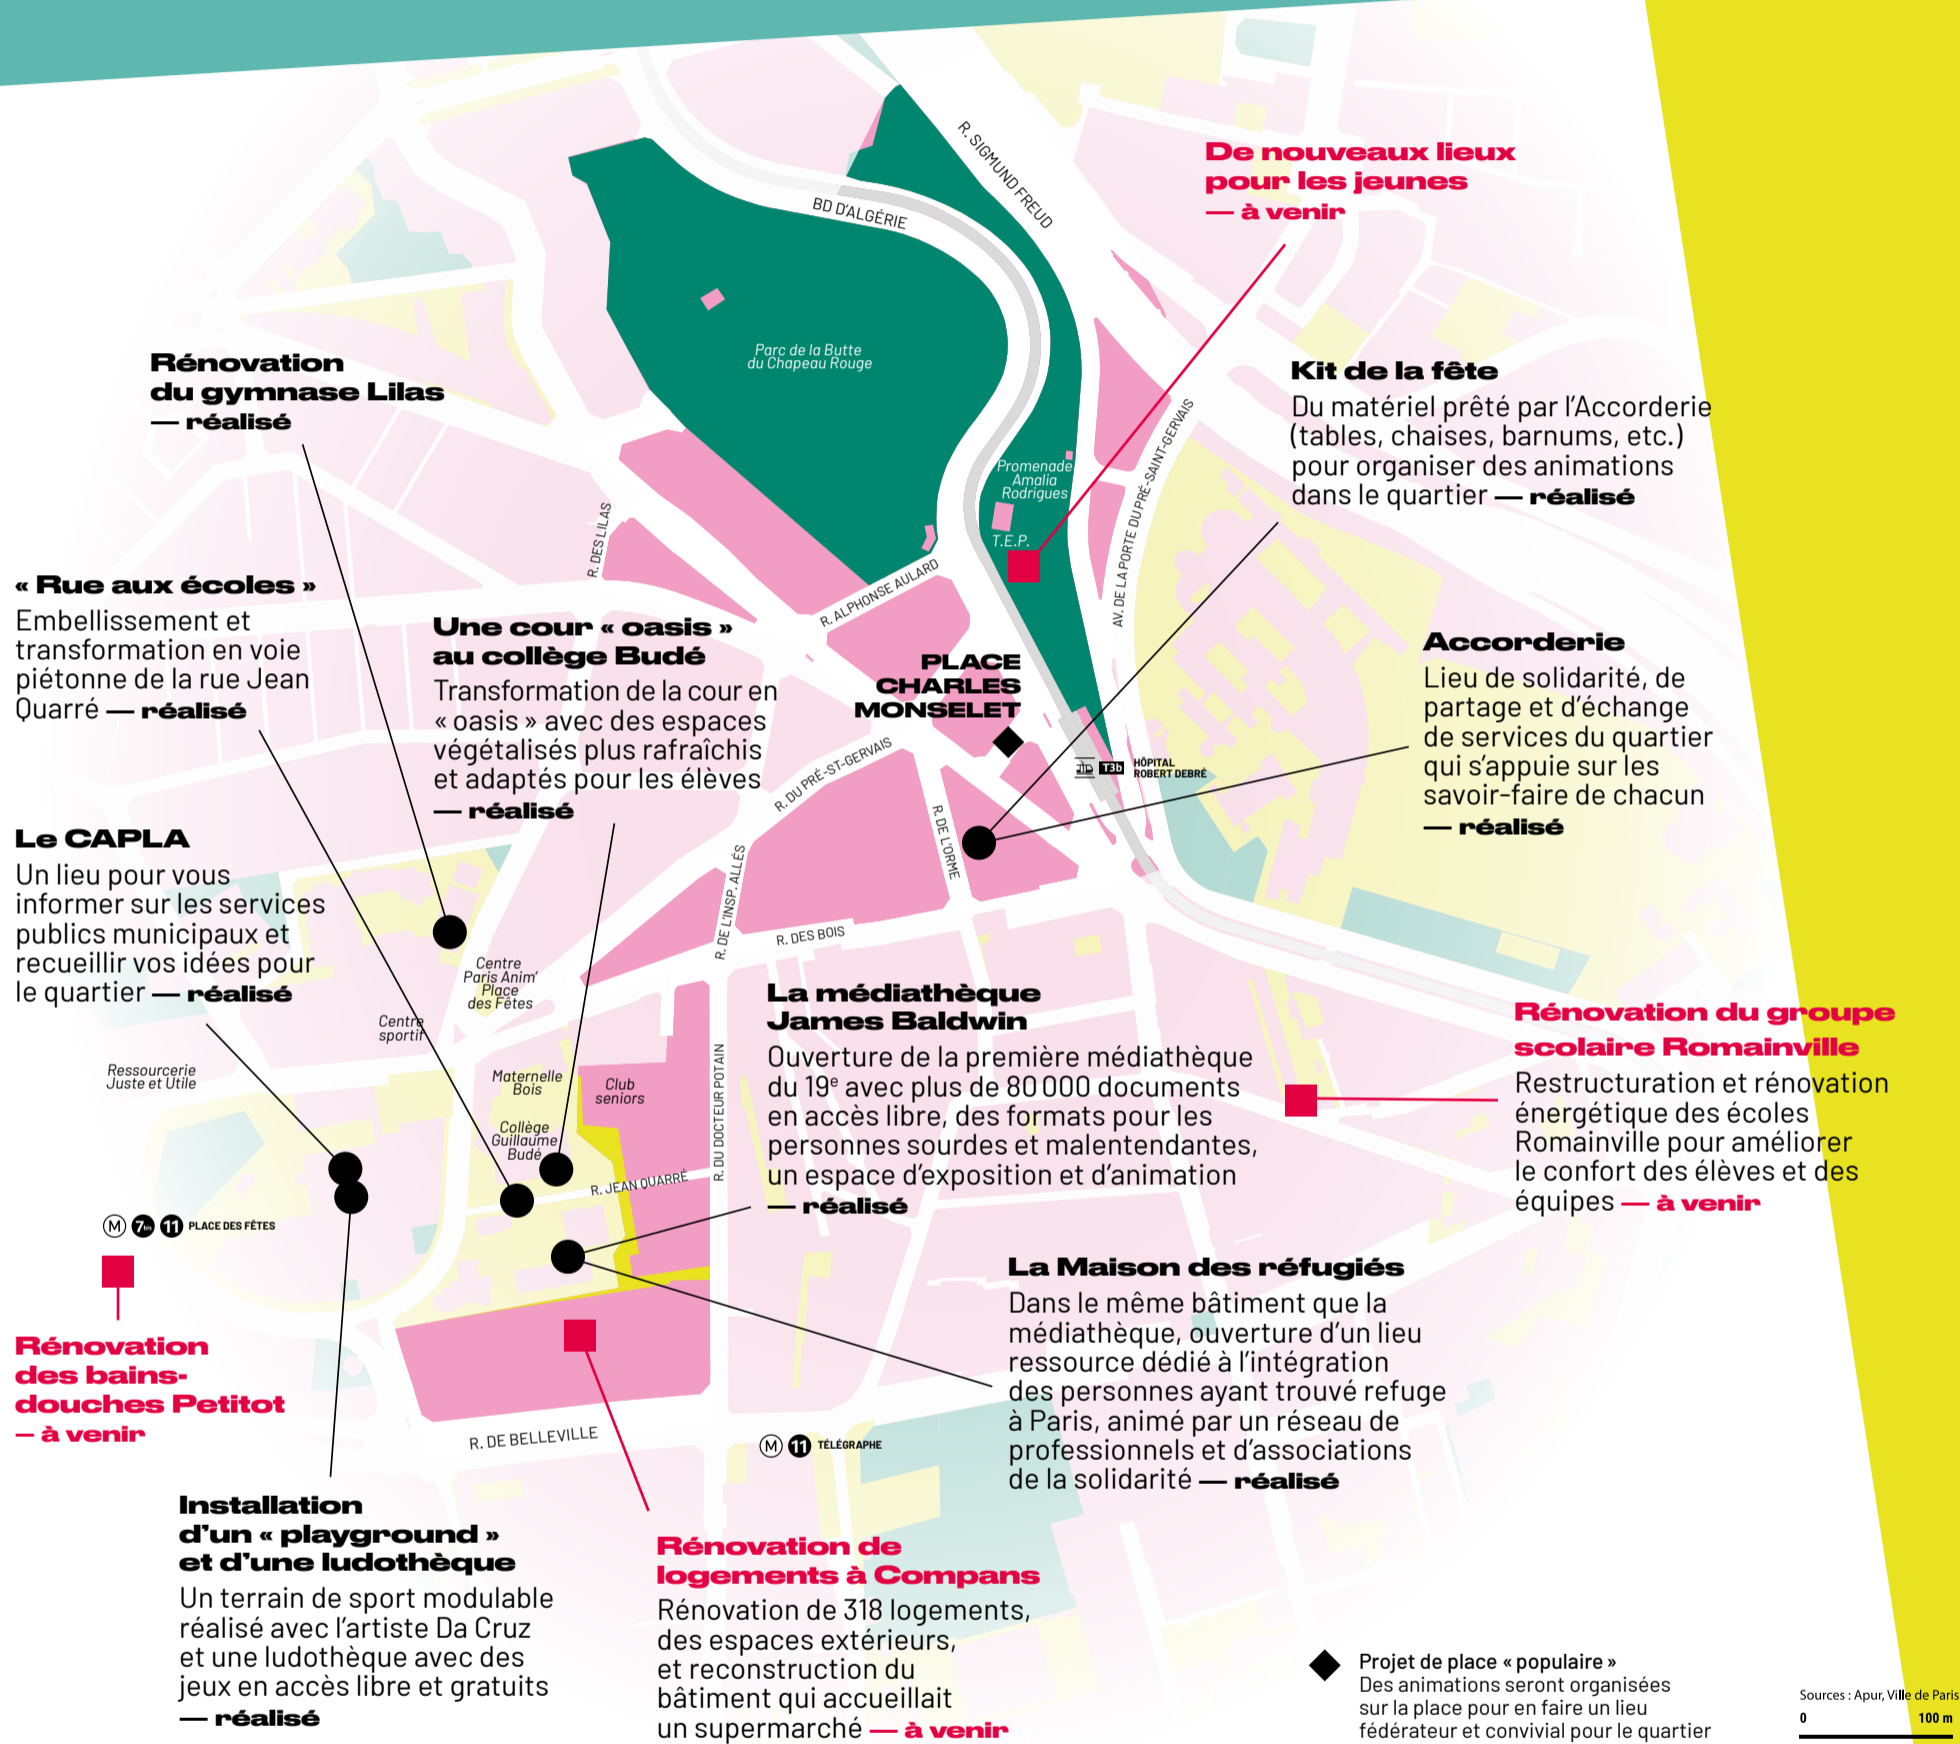 R. SIGMUND FREUD
BD D'ALGÉRIE
De nouveaux lieux
pour les jeunes
— à venir
Parc de la Butte
du Chapeau Rouge
Rénovation
du gymnase Lilas
— réalisé
Kit de la fête
Du matériel prêté par l'Accorderie
(tables, chaises, barnums, etc.)
pour organiser des animations
dans le quartier — réalisé
Promenade
Amalia
Rodrigues
T.E.P.
AV. DE LA PORTE DU PRÉ-SAINT-GERVAIS
R. DES LILAS
R. ALPHONSE AULARD
« Rue aux écoles »
Embellissement et
transformation en voie
piétonne de la rue Jean
Quarré — réalisé
Une cour « oasis »
au collège Budé
Transformation de la cour en
« oasis » avec des espaces
végétalisés plus rafraîchis
et adaptés pour les élèves
— réalisé
PLACE
CHARLES
MONSELET
Accorderie
Lieu de solidarité, de
partage et d'échange
de services du quartier
qui s'appuie sur les
savoir-faire de chacun
— réalisé
R. DU PRÉ-ST-GERVAIS
T3b
HÔPITAL
ROBERT DEBRÉ
R. DE L'ORME
R. DE L'INSP. ALLÉS
R. DES BOIS
Le CAPLA
Un lieu pour vous
informer sur les services
publics municipaux et
recueillir vos idées pour
le quartier — réalisé
Centre
Paris Anim'
Place
des Fêtes
Centre
sportif
Ressourcerie
Juste et Utile
Maternelle
Bois
Club
seniors
Collège
Guillaume
Budé
R. JEAN QUARRÉ
R. DU DOCTEUR POTAIN
La médiathèque
James Baldwin
Ouverture de la première médiathèque
du 19e avec plus de 80 000 documents
en accès libre, des formats pour les
personnes sourdes et malentendantes,
un espace d'exposition et d'animation
— réalisé
Rénovation du groupe
scolaire Romainville
Restructuration et rénovation
énergétique des écoles
Romainville pour améliorer
le confort des élèves et des
équipes — à venir
M 7bis 11 PLACE DES FÊTES
Rénovation
des bains-
douches Petitot
– à venir
La Maison des réfugiés
Dans le même bâtiment que la
médiathèque, ouverture d'un lieu
ressource dédié à l'intégration
des personnes ayant trouvé refuge
à Paris, animé par un réseau de
professionnels et d'associations
de la solidarité — réalisé
R. DE BELLEVILLE
M 11 TÉLÉGRAPHE
Installation
d'un « playground »
et d'une ludothèque
Un terrain de sport modulable
réalisé avec l'artiste Da Cruz
et une ludothèque avec des
jeux en accès libre et gratuits
— réalisé
Rénovation de
logements à Compans
Rénovation de 318 logements,
des espaces extérieurs,
et reconstruction du
bâtiment qui accueillait
un supermarché — à venir
Projet de place « populaire »
Des animations seront organisées
sur la place pour en faire un lieu
fédérateur et convivial pour le quartier
Sources : Apur, Ville de Paris
0 100 m